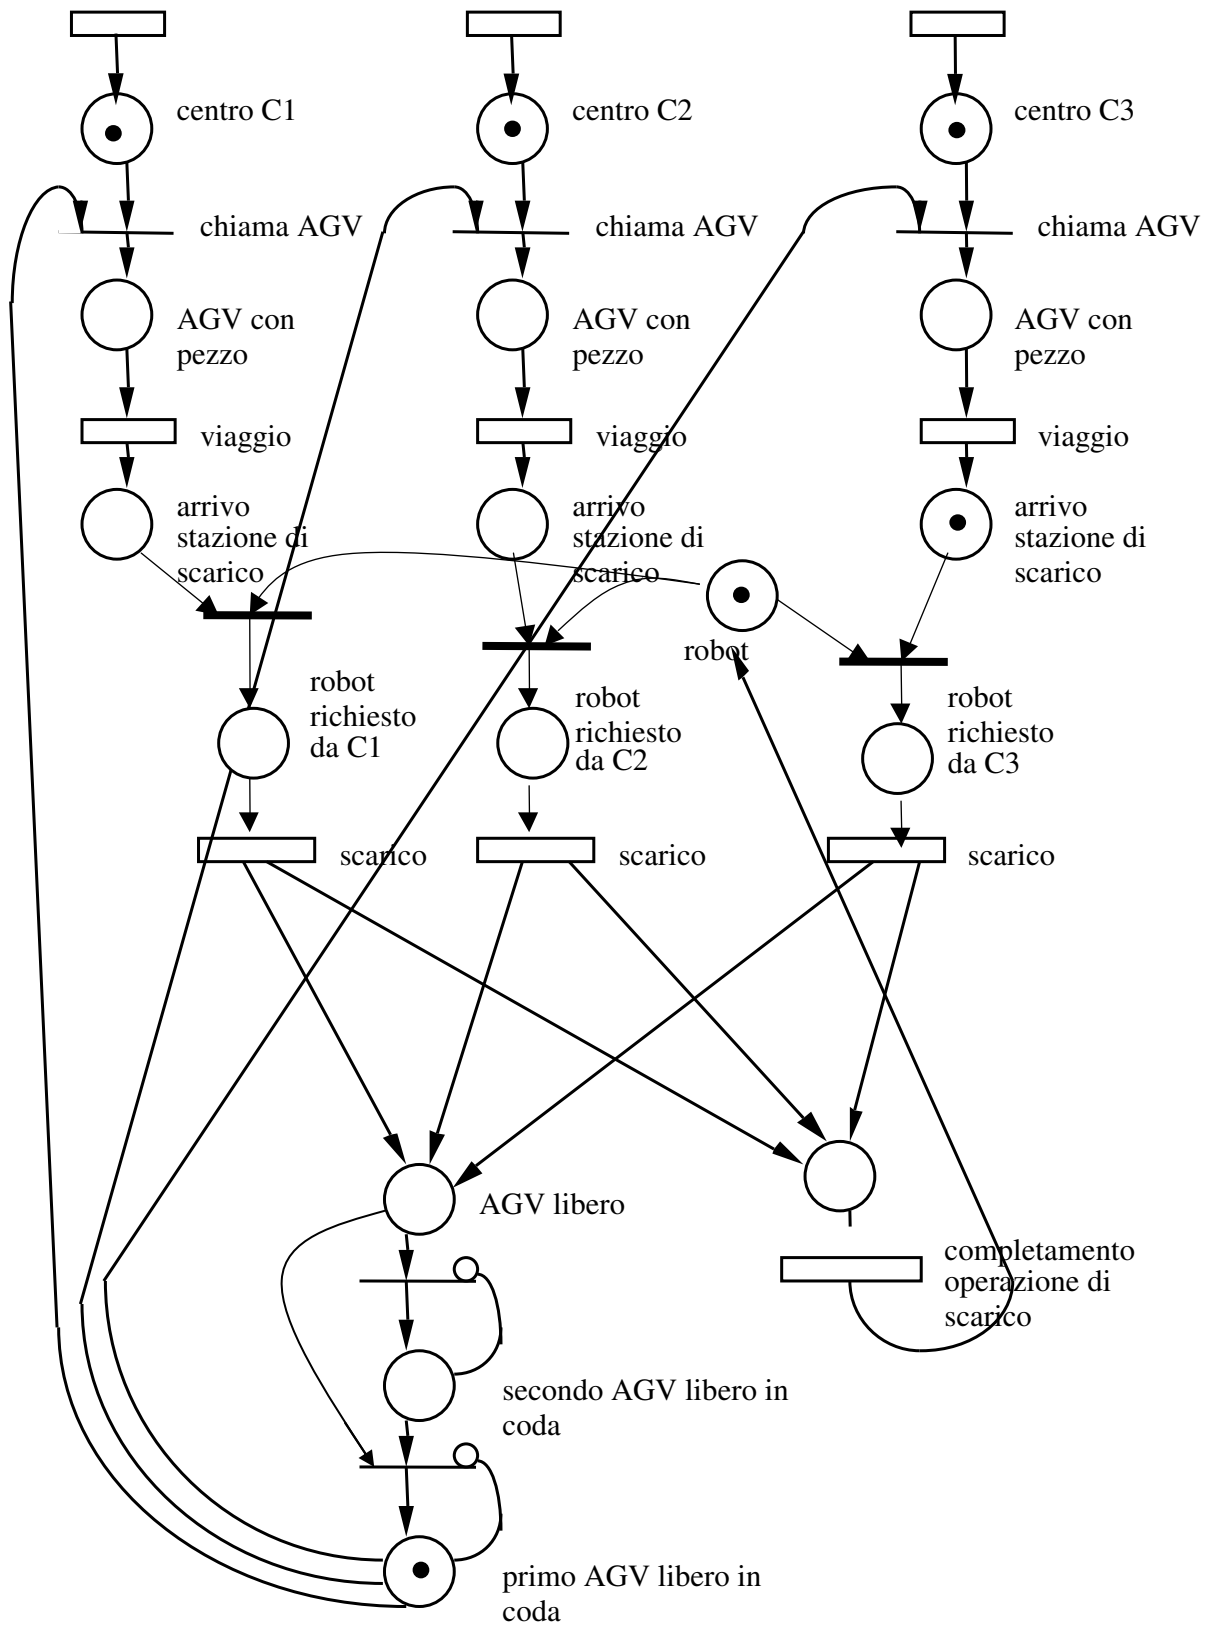 centro C1
centro C2
centro C3
chiama AGV
chiama AGV
chiama AGV
AGV con
pezzo
AGV con
pezzo
AGV con
pezzo
viaggio
viaggio
viaggio
arrivo
stazione di
scarico
arrivo
stazione di
scarico
arrivo
stazione di
scarico
robot
robot
richiesto
da C1
robot
richiesto
da C2
robot
richiesto
da C3
scarico
scarico
scarico
AGV libero
completamento
operazione di
scarico
secondo AGV libero in
coda
primo AGV libero in
coda